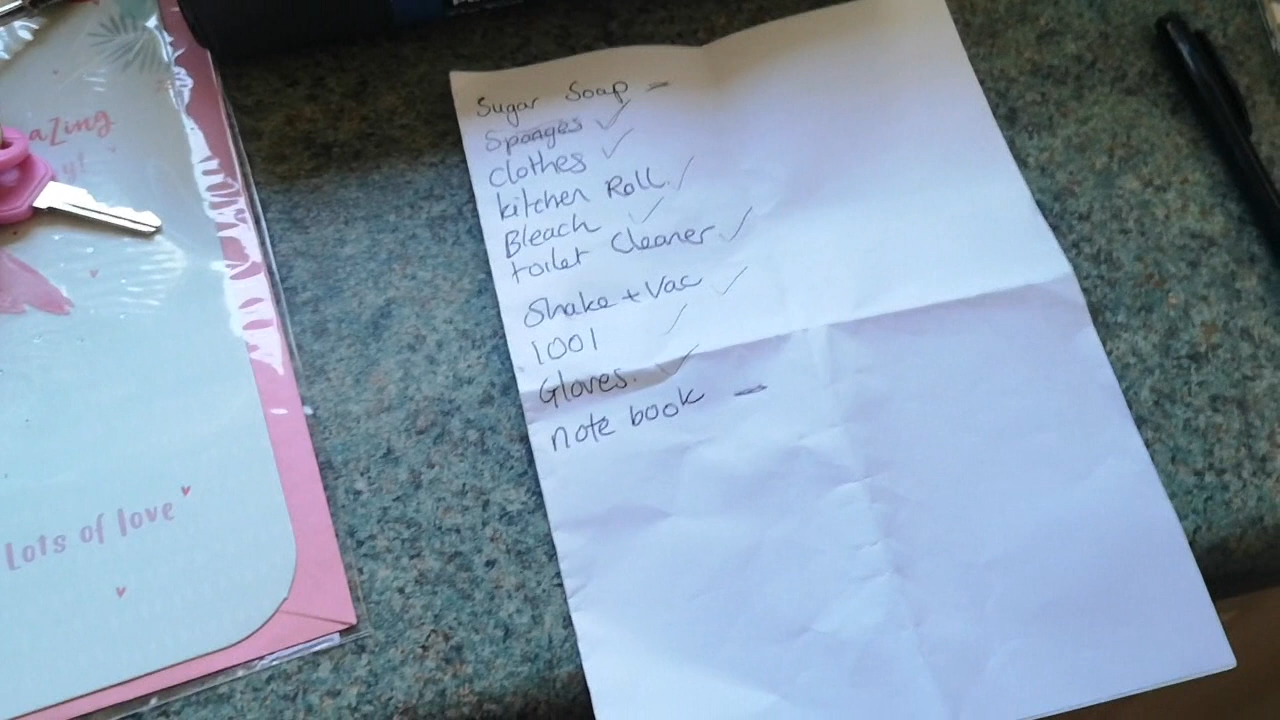 aZing
y!
Lots of love
Sugar Soap –
Sponges ✓
Clothes ✓
kitchen Roll. ✓
Bleach ✓
toilet Cleaner. ✓
Shake + Vac ✓
1001 ✓
Gloves. ✓
note book –